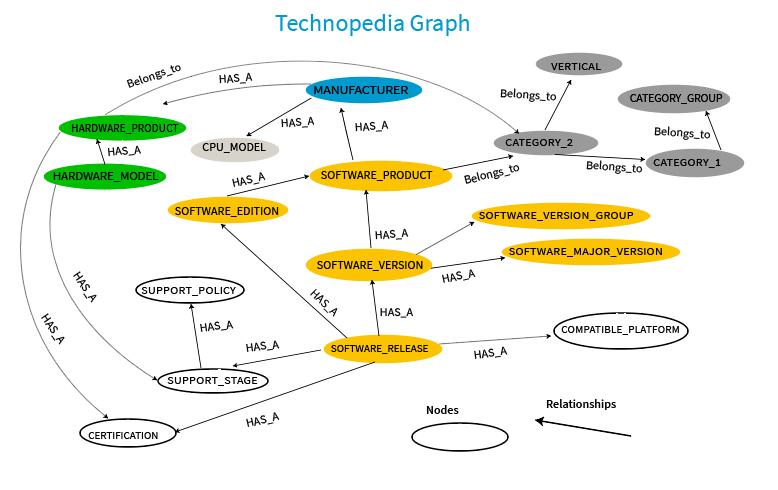 Technopedia Graph
Belongs_to
HAS_A
VERTICAL
MANUFACTURER
Belongs_to
CATEGORY_GROUP
HARDWARE_PRODUCT
HAS_A
HAS_A
Belongs_to
HAS_A
CPU_MODEL
CATEGORY_2
HARDWARE_MODEL
HAS_A
SOFTWARE_PRODUCT
Belongs_to
Belongs_to
CATEGORY_1
SOFTWARE_EDITION
SOFTWARE_VERSION_GROUP
HAS_A
SOFTWARE_MAJOR_VERSION
SOFTWARE_VERSION
HAS_A
HAS_A
SUPPORT_POLICY
HAS_A
HAS_A
HAS_A
HAS_A
COMPATIBLE_PLATFORM
HAS_A
SOFTWARE_RELEASE
HAS_A
SUPPORT_STAGE
HAS_A
Nodes
Relationships
CERTIFICATION